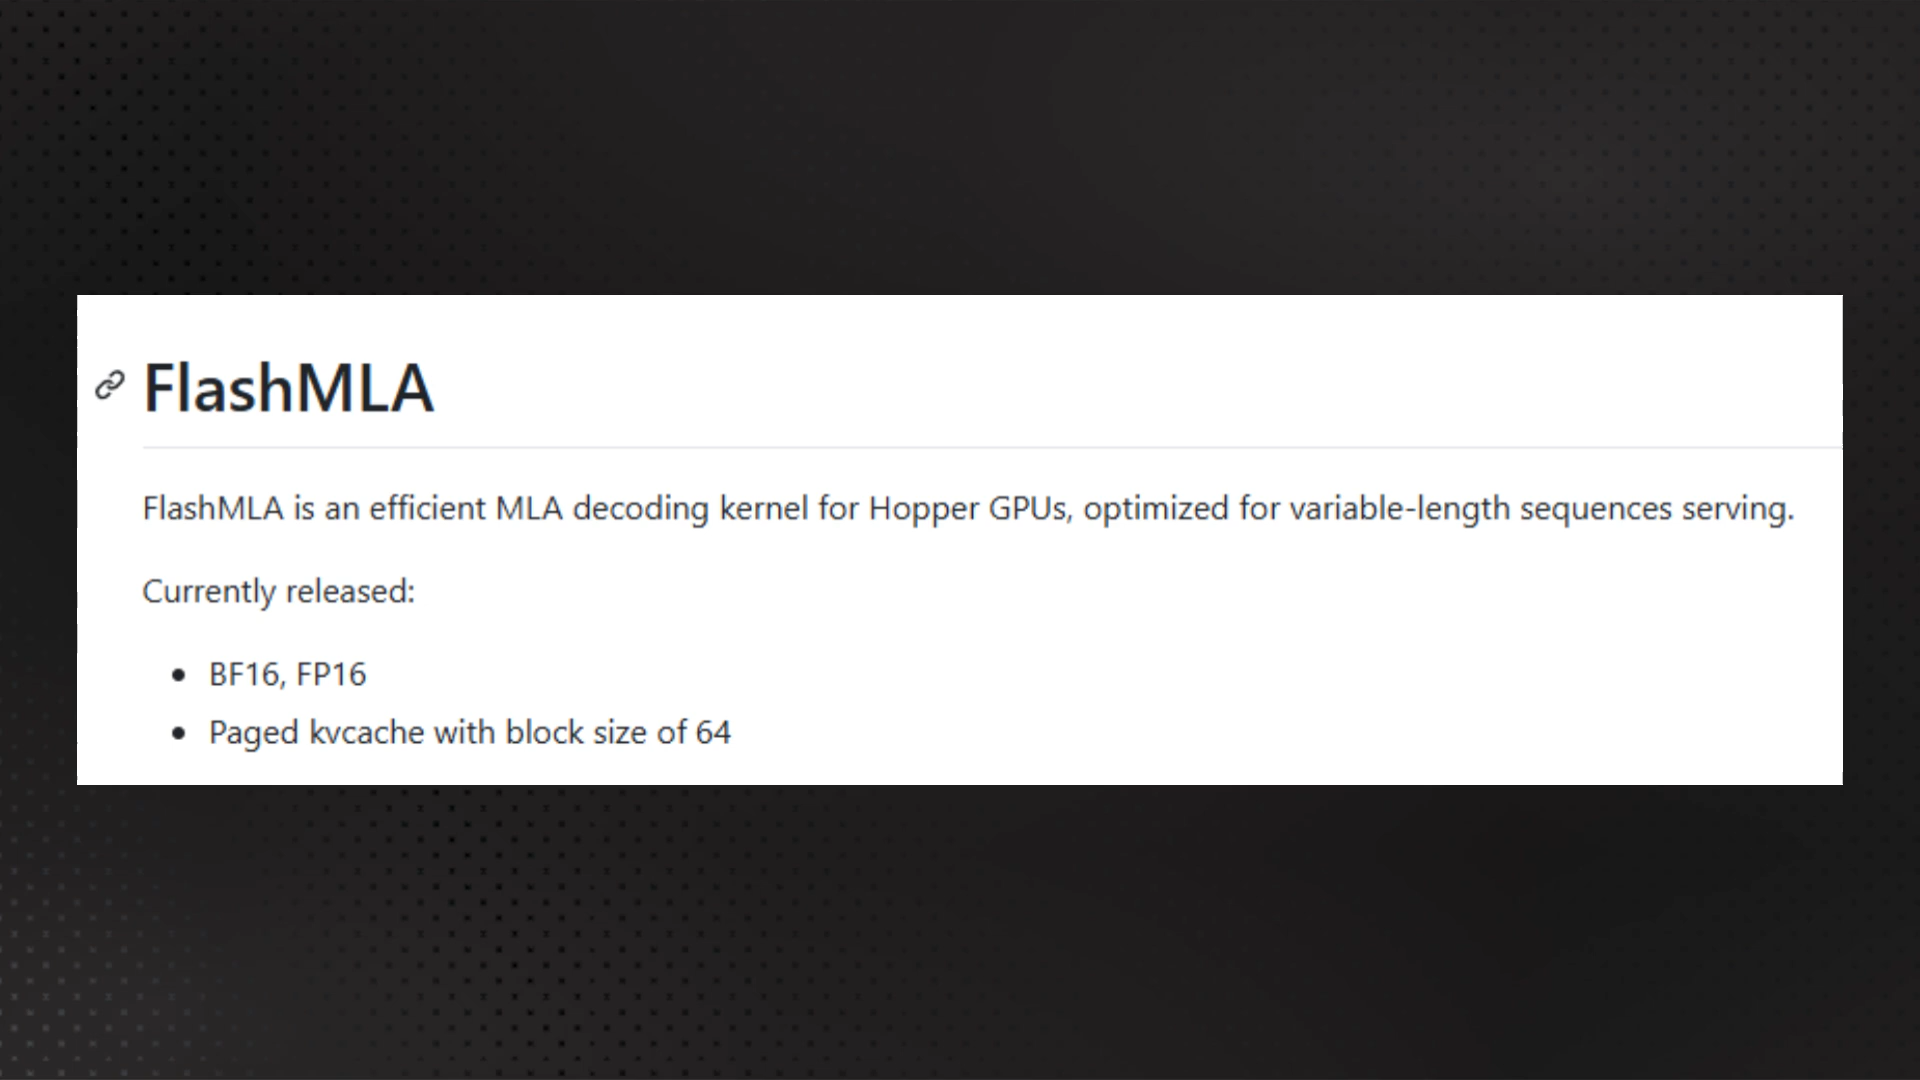 FlashMLA
FlashMLA is an efficient MLA decoding kernel for Hopper GPUs, optimized for variable-length sequences serving.
Currently released:
• BF16, FP16
• Paged kvcache with block size of 64